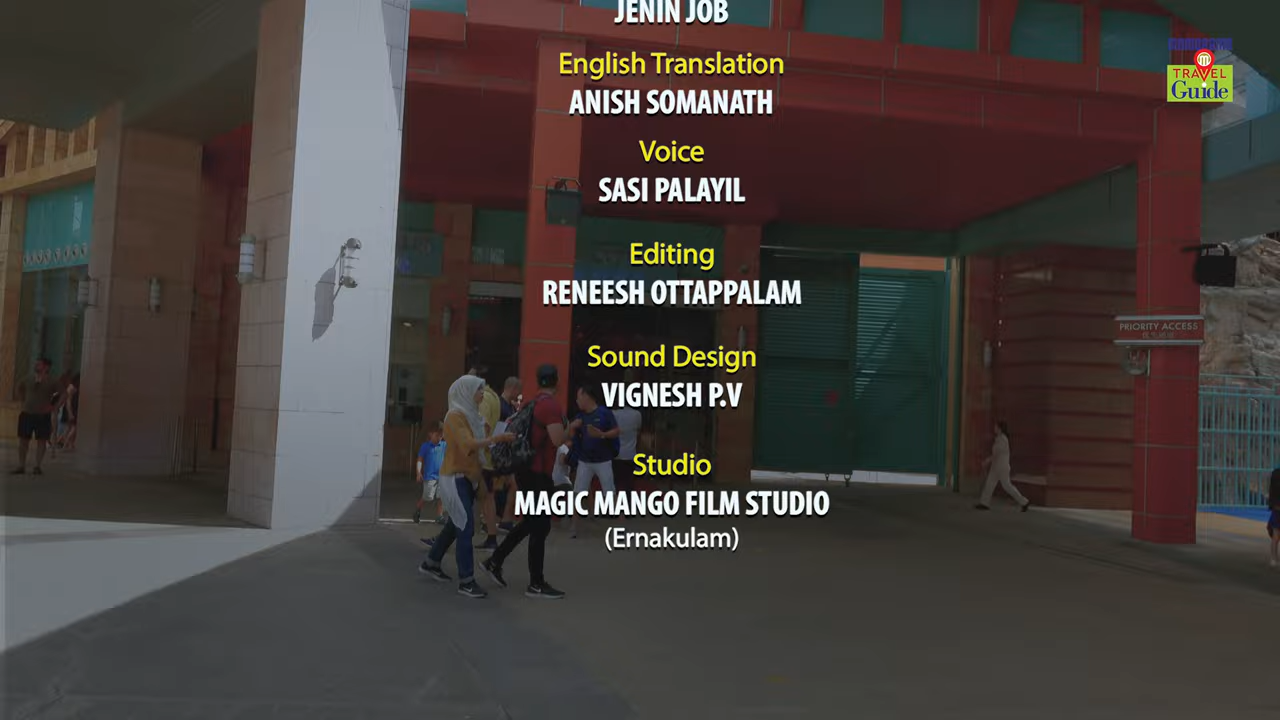 JENIN JOB
English Translation
ANISH SOMANATH
Voice
SASI PALAYIL
Editing
RENEESH OTTAPPALAM
Sound Design
VIGNESH P.V
Studio
MAGIC MANGO FILM STUDIO
(Ernakulam)
TRAVEL
Guide
PRIORITY ACCESS